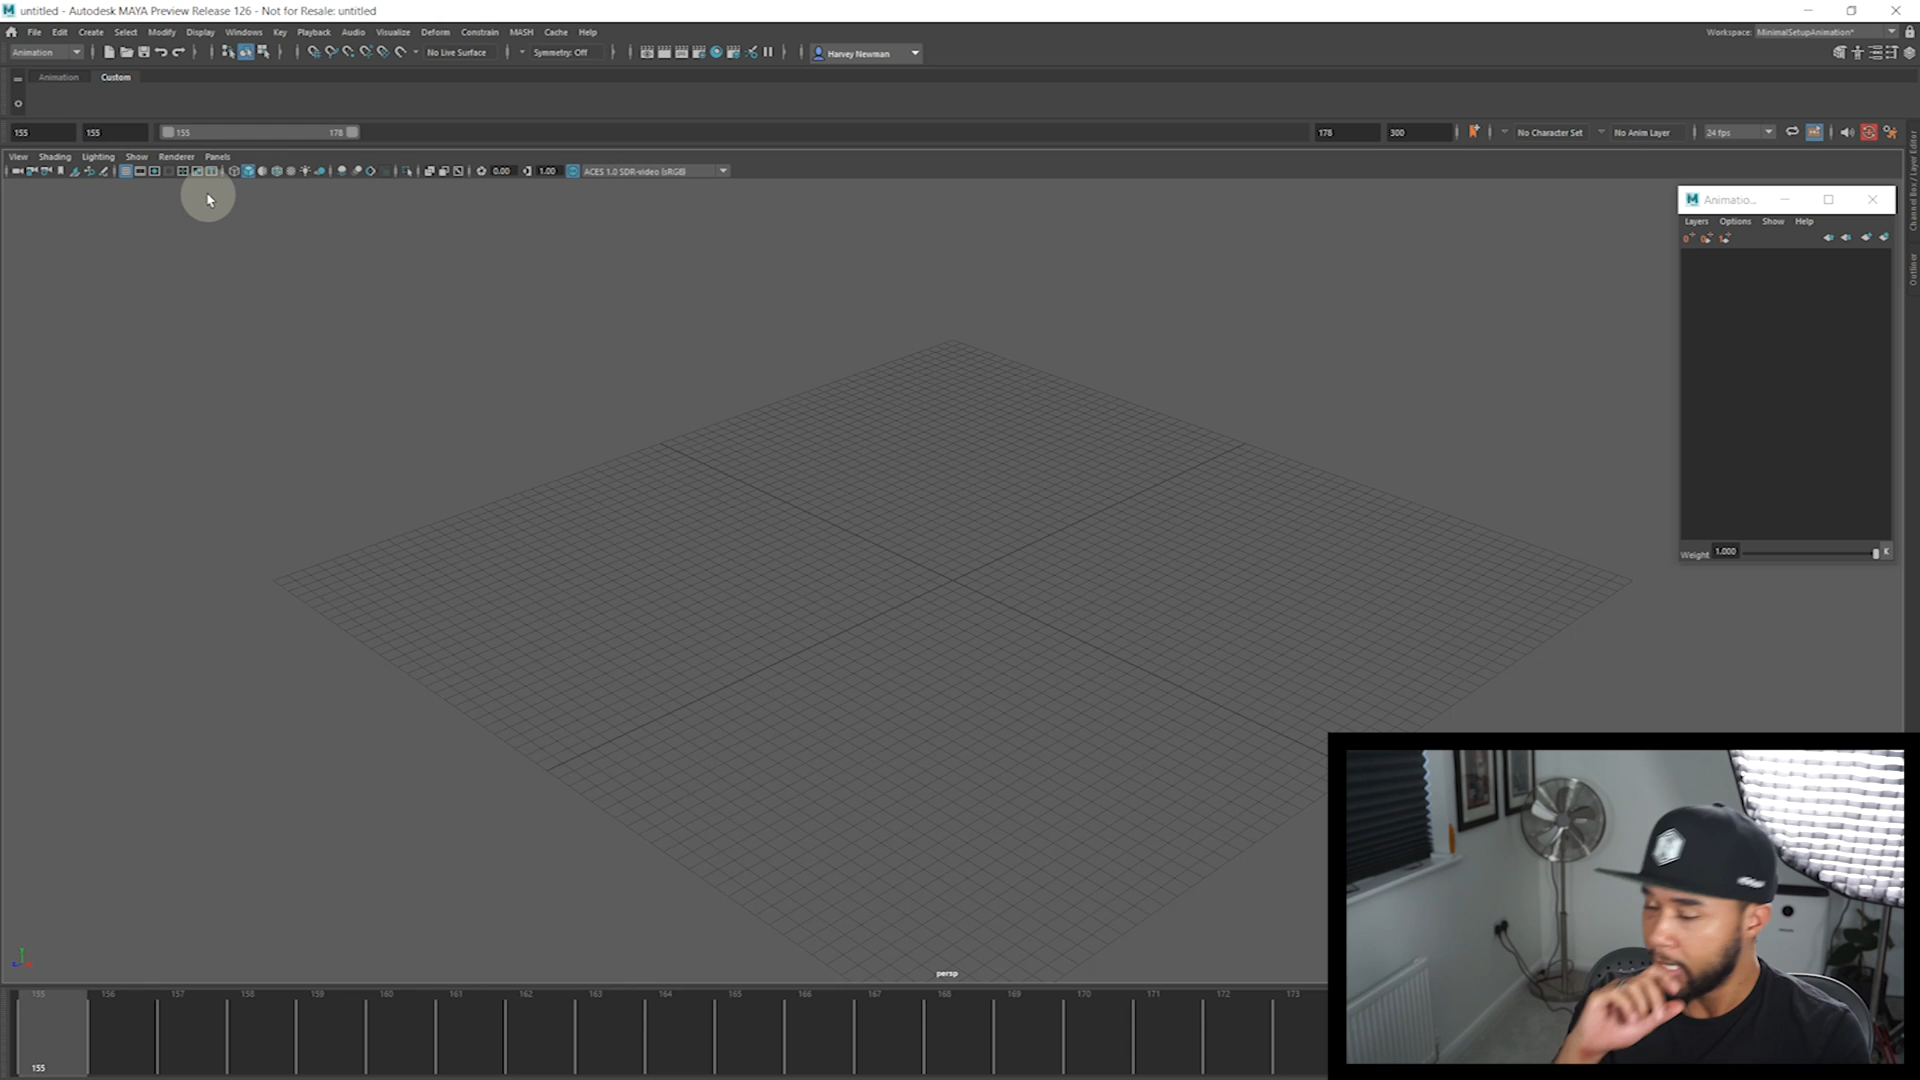 untitled - Autodesk MAYA Preview Release 126 - Not for Resale: untitled
File Edit Create Select Modify Display Windows Key Playback Audio Visualize Deform Constrain MASH Cache Help
Workspace: MinimalSetupAnimation*
Animation
No Live Surface
Symmetry: Off
Harvey Newman
Animation Custom
155 155 155 178 178 300 No Character Set No Anim Layer 24 fps
View Shading Lighting Show Renderer Panels
0.00 1.00 ACES 1.0 SDR-video (sRGB)
Channel Box / Layer Editor
Outliner
Animatio...
Layers Options Show Help
Weight 1.000
K
persp
155 156 157 158 159 160 161 162 163 164 165 166 167 168 169 170 171 172 173
155